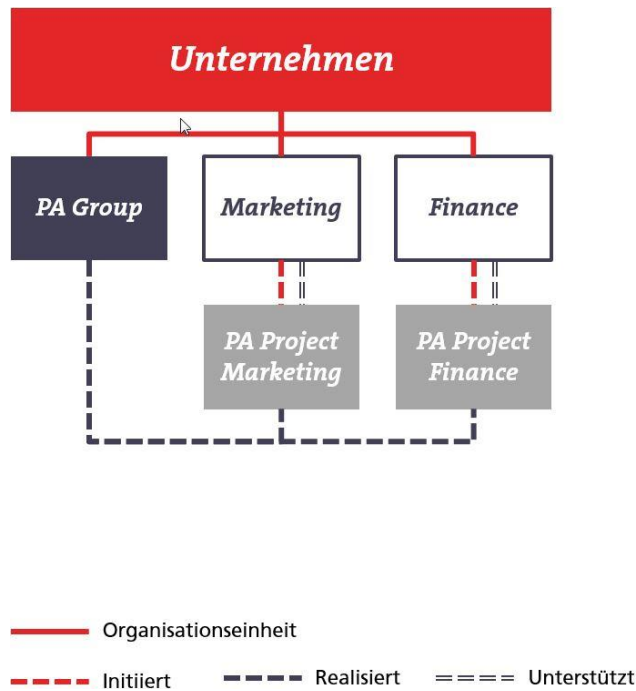 Unternehmen
PA Group
Marketing
Finance
PA Project
Marketing
PA Project
Finance
Organisationseinheit
Initiiert
Realisiert
Unterstützt